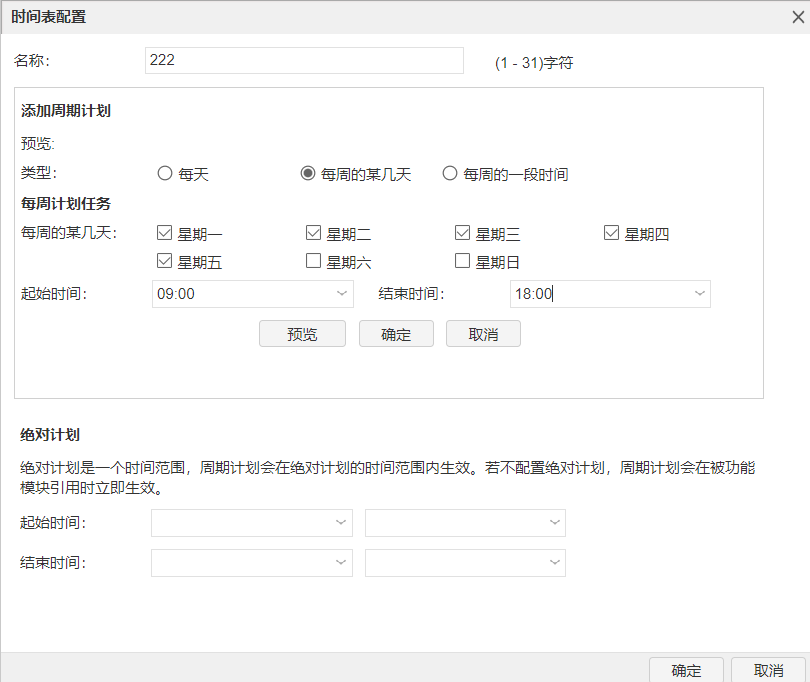 时间表配置
名称: 222 (1 - 31)字符
添加周期计划
预览:
类型: 每天 每周的某几天 每周的一段时间
每周计划任务
每周的某几天: 星期一 星期二 星期三 星期四
星期五 星期六 星期日
起始时间: 09:00 结束时间: 18:00
预览 确定 取消
绝对计划
绝对计划是一个时间范围，周期计划会在绝对计划的时间范围内生效。若不配置绝对计划，周期计划会在被功能
模块引用时立即生效。
起始时间:
结束时间:
确定 取消